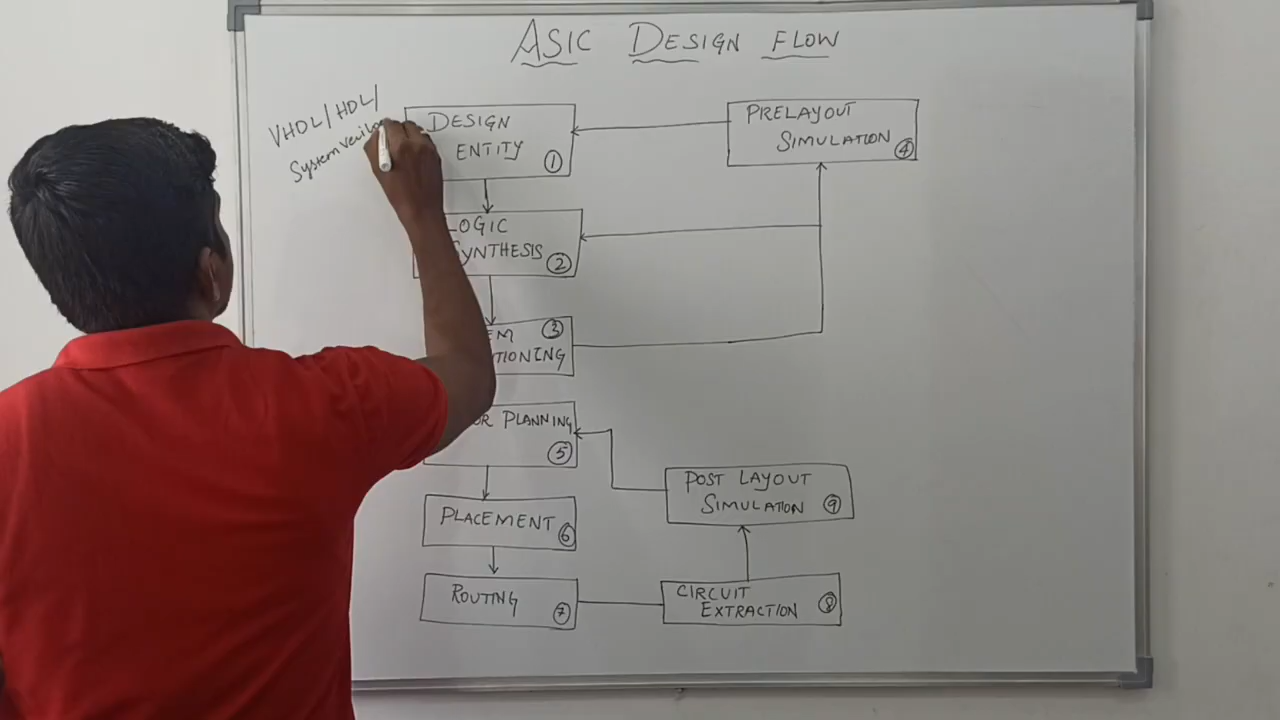 ASIC DESIGN FLOW
VHDL/HDL/
DESIGN
ENTITY ①
PRELAYOUT
SIMULATION ④
LOGIC
SYNTHESIS ②
③
PLANNING
⑤
PLACEMENT ⑥
ROUTING ⑦
POST LAYOUT
SIMULATION ⑨
CIRCUIT
EXTRACTION ⑧